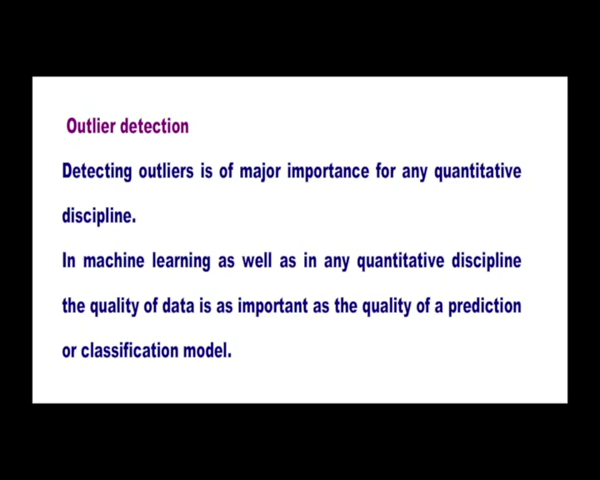 Outlier detection
Detecting outliers is of major importance for any quantitative
discipline.
In machine learning as well as in any quantitative discipline
the quality of data is as important as the quality of a prediction
or classification model.